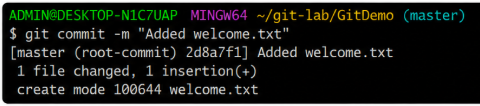 ADMIN@DESKTOP-N1C7UAP MINGW64 ~/git-lab/GitDemo (master)
$ git commit -m "Added welcome.txt"
[master (root-commit) 2d8a7f1] Added welcome.txt
 1 file changed, 1 insertion(+)
 create mode 100644 welcome.txt